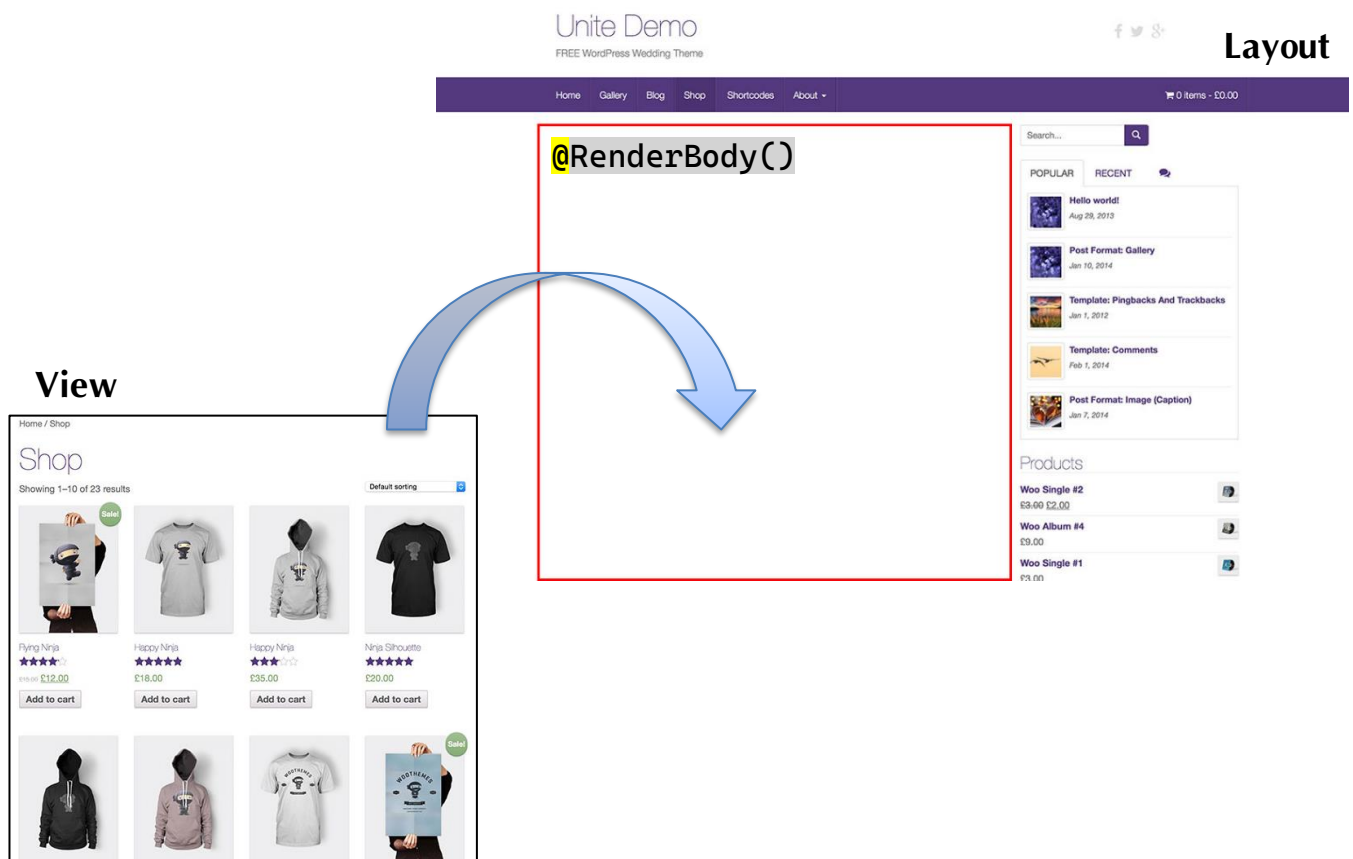 Unite Demo
FREE WordPress Wedding Theme
Layout
Home Gallery Blog Shop Shortcodes About
0 items - £0.00
@RenderBody()
Search...
POPULAR RECENT
Hello world!
Aug 29, 2013
Post Format: Gallery
Jan 10, 2014
Template: Pingbacks And Trackbacks
Jan 1, 2012
Template: Comments
Feb 1, 2014
Post Format: Image (Caption)
Jan 7, 2014
Products
Woo Single #2
£3.00 £2.00
Woo Album #4
£9.00
Woo Single #1
£3.00
View
Home / Shop
Shop
Showing 1–10 of 23 results
Default sorting
Sale!
Flying Ninja Happy Ninja Happy Ninja Ninja Silhouette
£12.00 £18.00 £35.00 £20.00
Add to cart Add to cart Add to cart Add to cart
Sale!
WOOTHEMES
WOOTHEMES